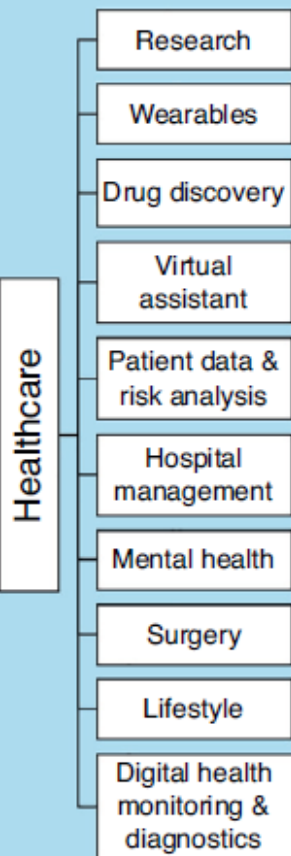 Healthcare
Research
Wearables
Drug discovery
Virtual
assistant
Patient data &
risk analysis
Hospital
management
Mental health
Surgery
Lifestyle
Digital health
monitoring &
diagnostics